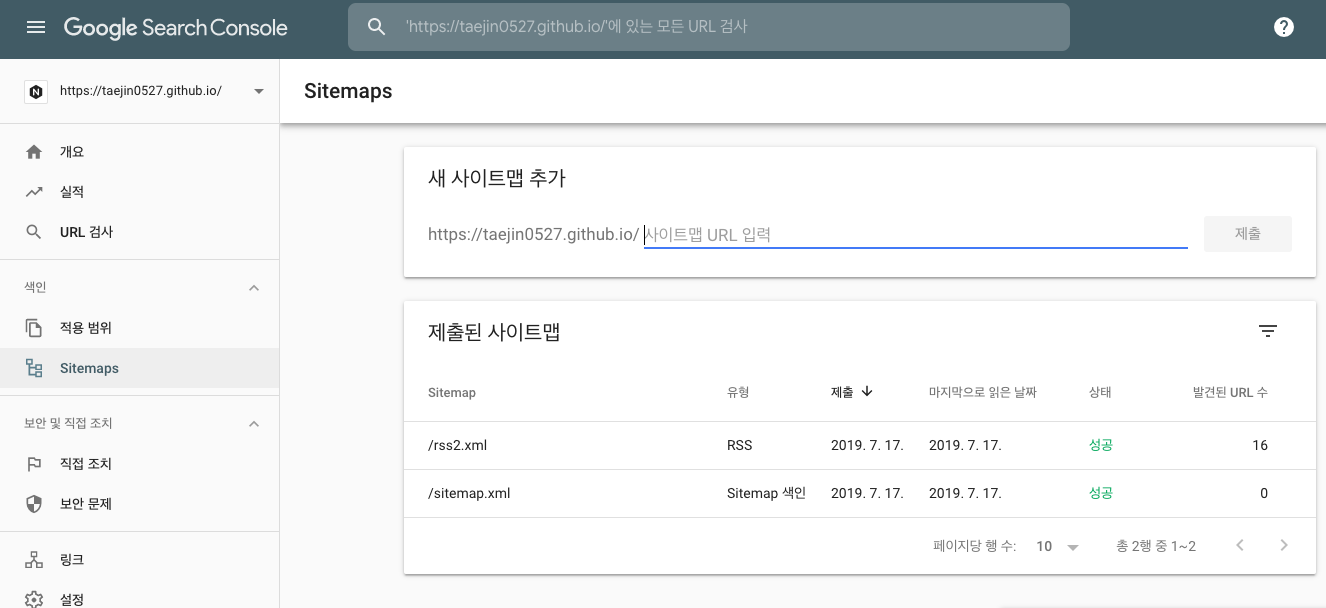 Google Search Console
'https://taejin0527.github.io/'에 있는 모든 URL 검사
https://taejin0527.github.io/
Sitemaps
개요
실적
URL 검사
색인
적용 범위
Sitemaps
보안 및 직접 조치
직접 조치
보안 문제
링크
설정
새 사이트맵 추가
https://taejin0527.github.io/ 사이트맵 URL 입력
제출
제출된 사이트맵
Sitemap 유형 제출 마지막으로 읽은 날짜 상태 발견된 URL 수
/rss2.xml RSS 2019. 7. 17. 2019. 7. 17. 성공 16
/sitemap.xml Sitemap 색인 2019. 7. 17. 2019. 7. 17. 성공 0
페이지당 행 수: 10 총 2행 중 1~2